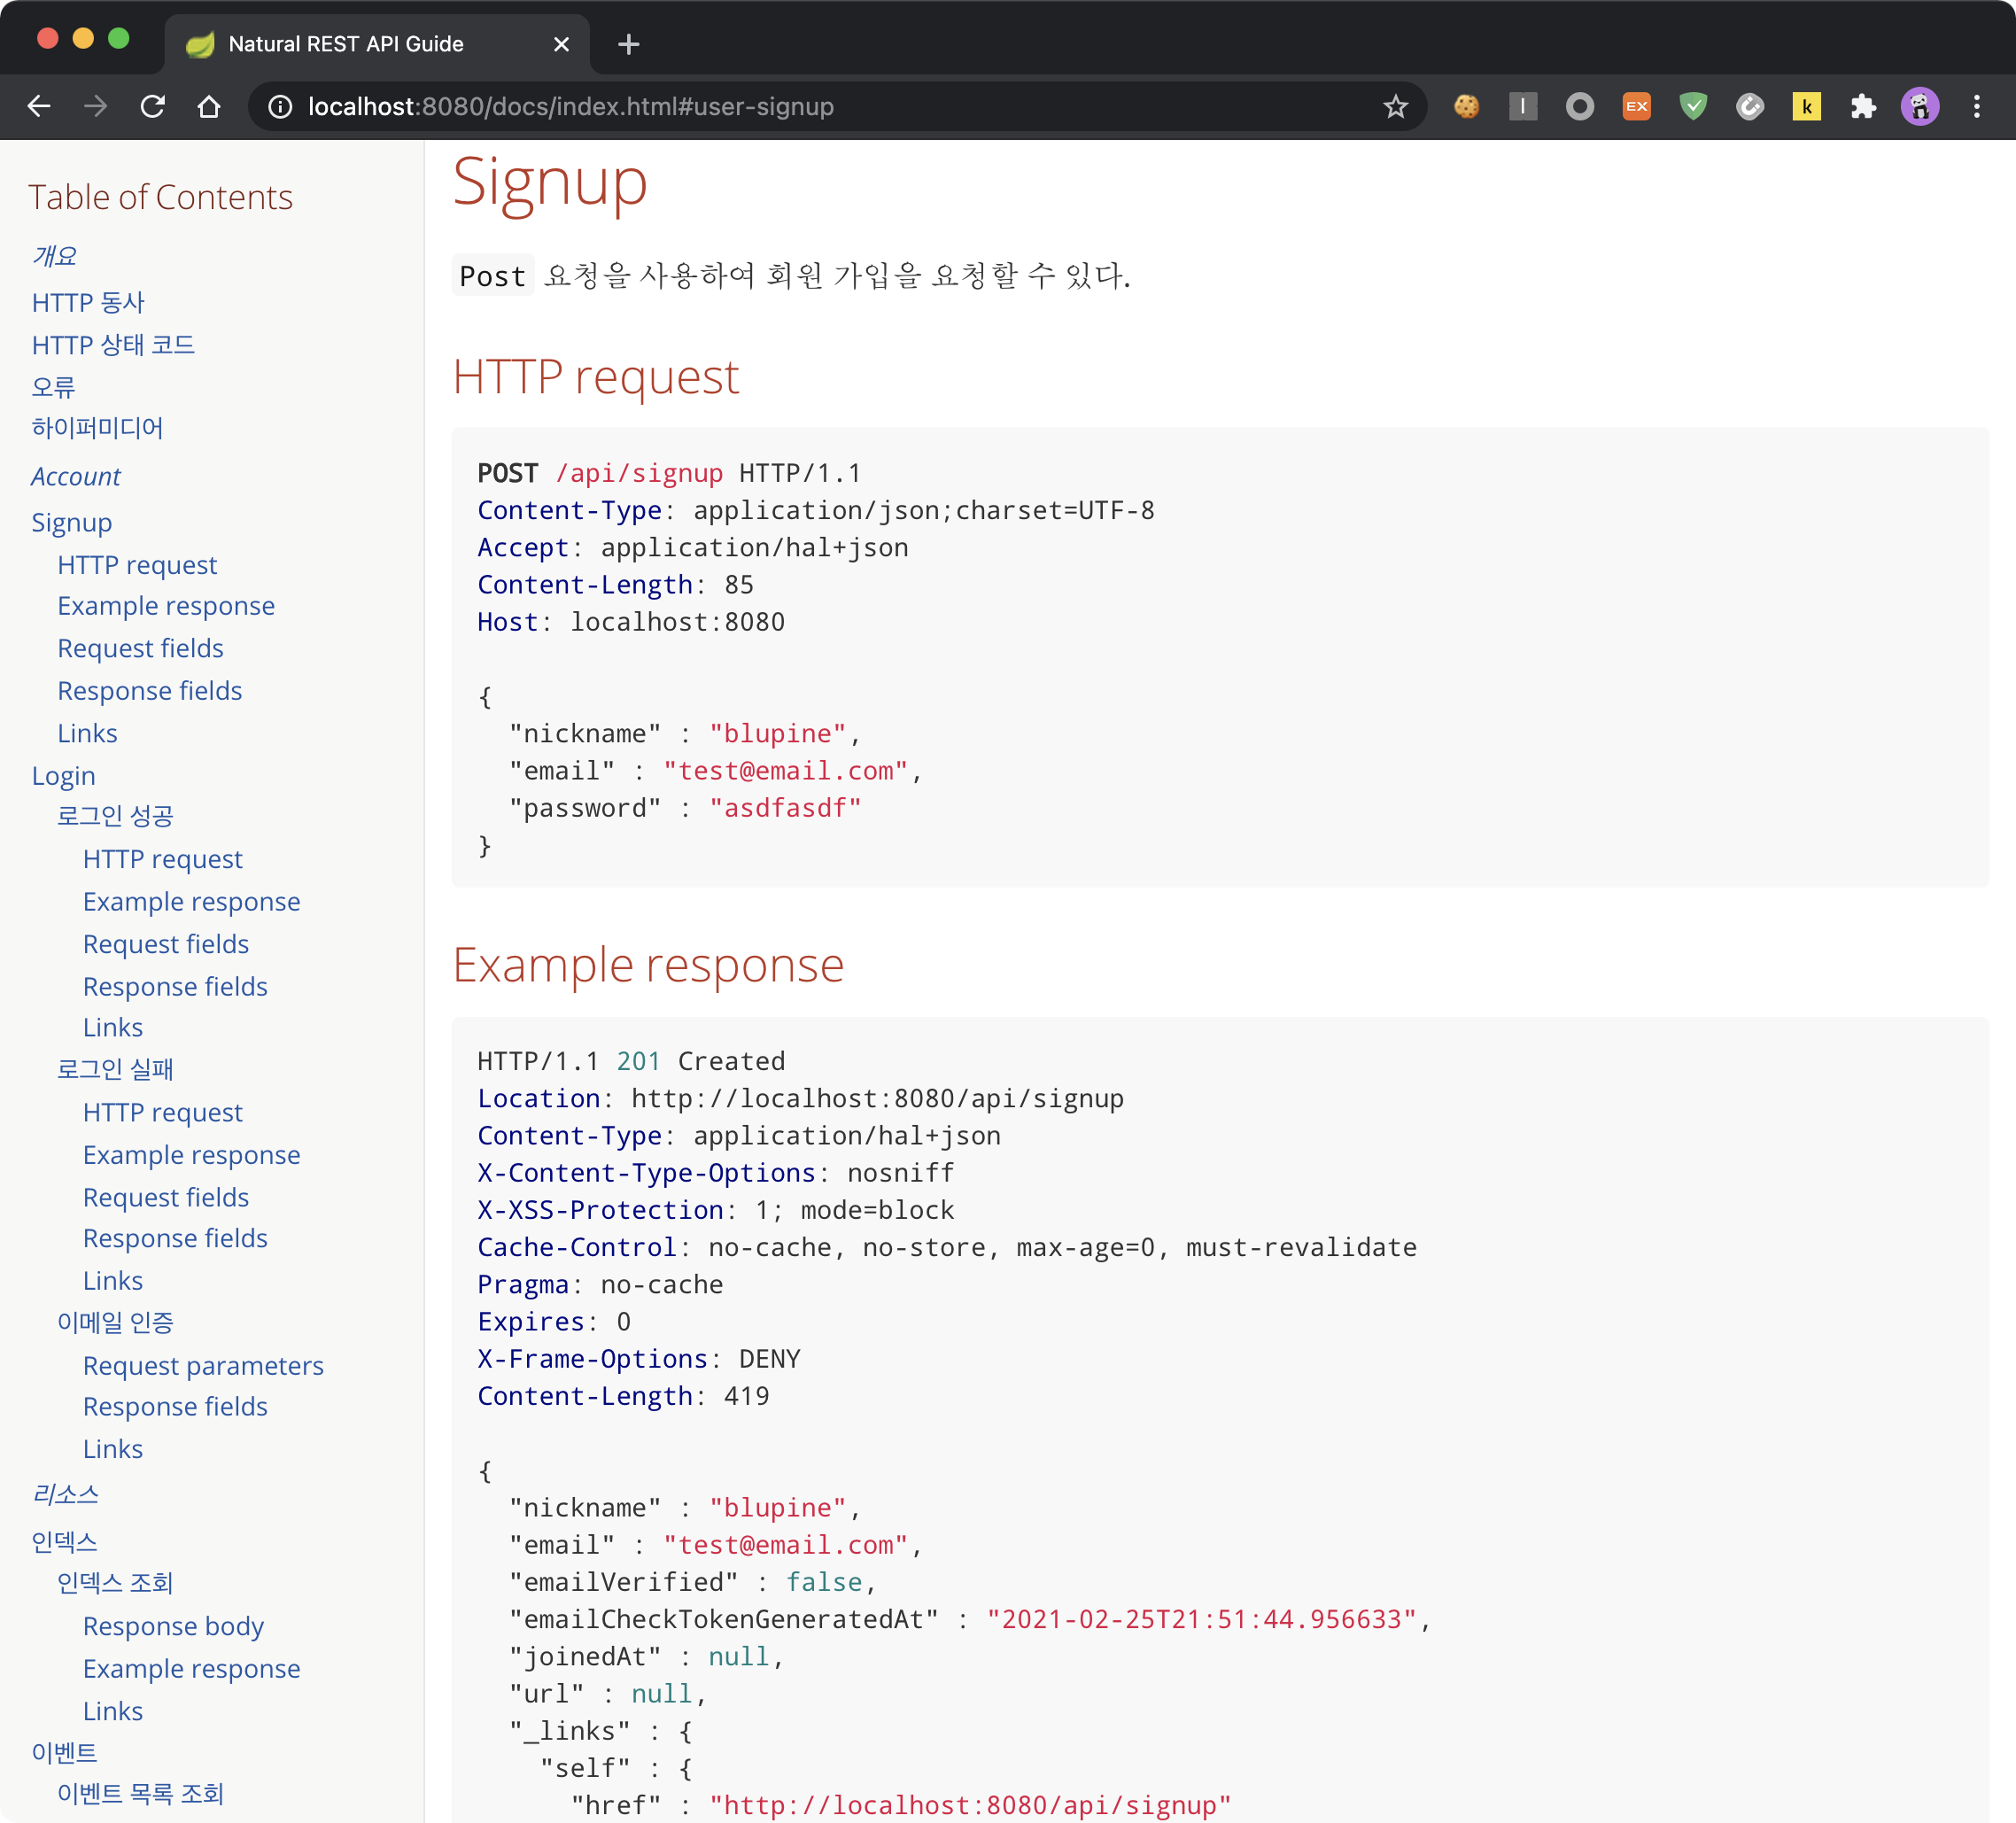 Natural REST API Guide
localhost:8080/docs/index.html#user-signup
EX
k
Table of Contents
개요
HTTP 동사
HTTP 상태 코드
오류
하이퍼미디어
Account
Signup
HTTP request
Example response
Request fields
Response fields
Links
Login
로그인 성공
HTTP request
Example response
Request fields
Response fields
Links
로그인 실패
HTTP request
Example response
Request fields
Response fields
Links
이메일 인증
Request parameters
Response fields
Links
리소스
인덱스
인덱스 조회
Response body
Example response
Links
이벤트
이벤트 목록 조회
Signup
Post 요청을 사용하여 회원 가입을 요청할 수 있다.
HTTP request
POST /api/signup HTTP/1.1
Content-Type: application/json;charset=UTF-8
Accept: application/hal+json
Content-Length: 85
Host: localhost:8080
{
"nickname" : "blupine",
"email" : "test@email.com",
"password" : "asdfasdf"
}
Example response
HTTP/1.1 201 Created
Location: http://localhost:8080/api/signup
Content-Type: application/hal+json
X-Content-Type-Options: nosniff
X-XSS-Protection: 1; mode=block
Cache-Control: no-cache, no-store, max-age=0, must-revalidate
Pragma: no-cache
Expires: 0
X-Frame-Options: DENY
Content-Length: 419
{
"nickname" : "blupine",
"email" : "test@email.com",
"emailVerified" : false,
"emailCheckTokenGeneratedAt" : "2021-02-25T21:51:44.956633",
"joinedAt" : null,
"url" : null,
"_links" : {
"self" : {
"href" : "http://localhost:8080/api/signup"